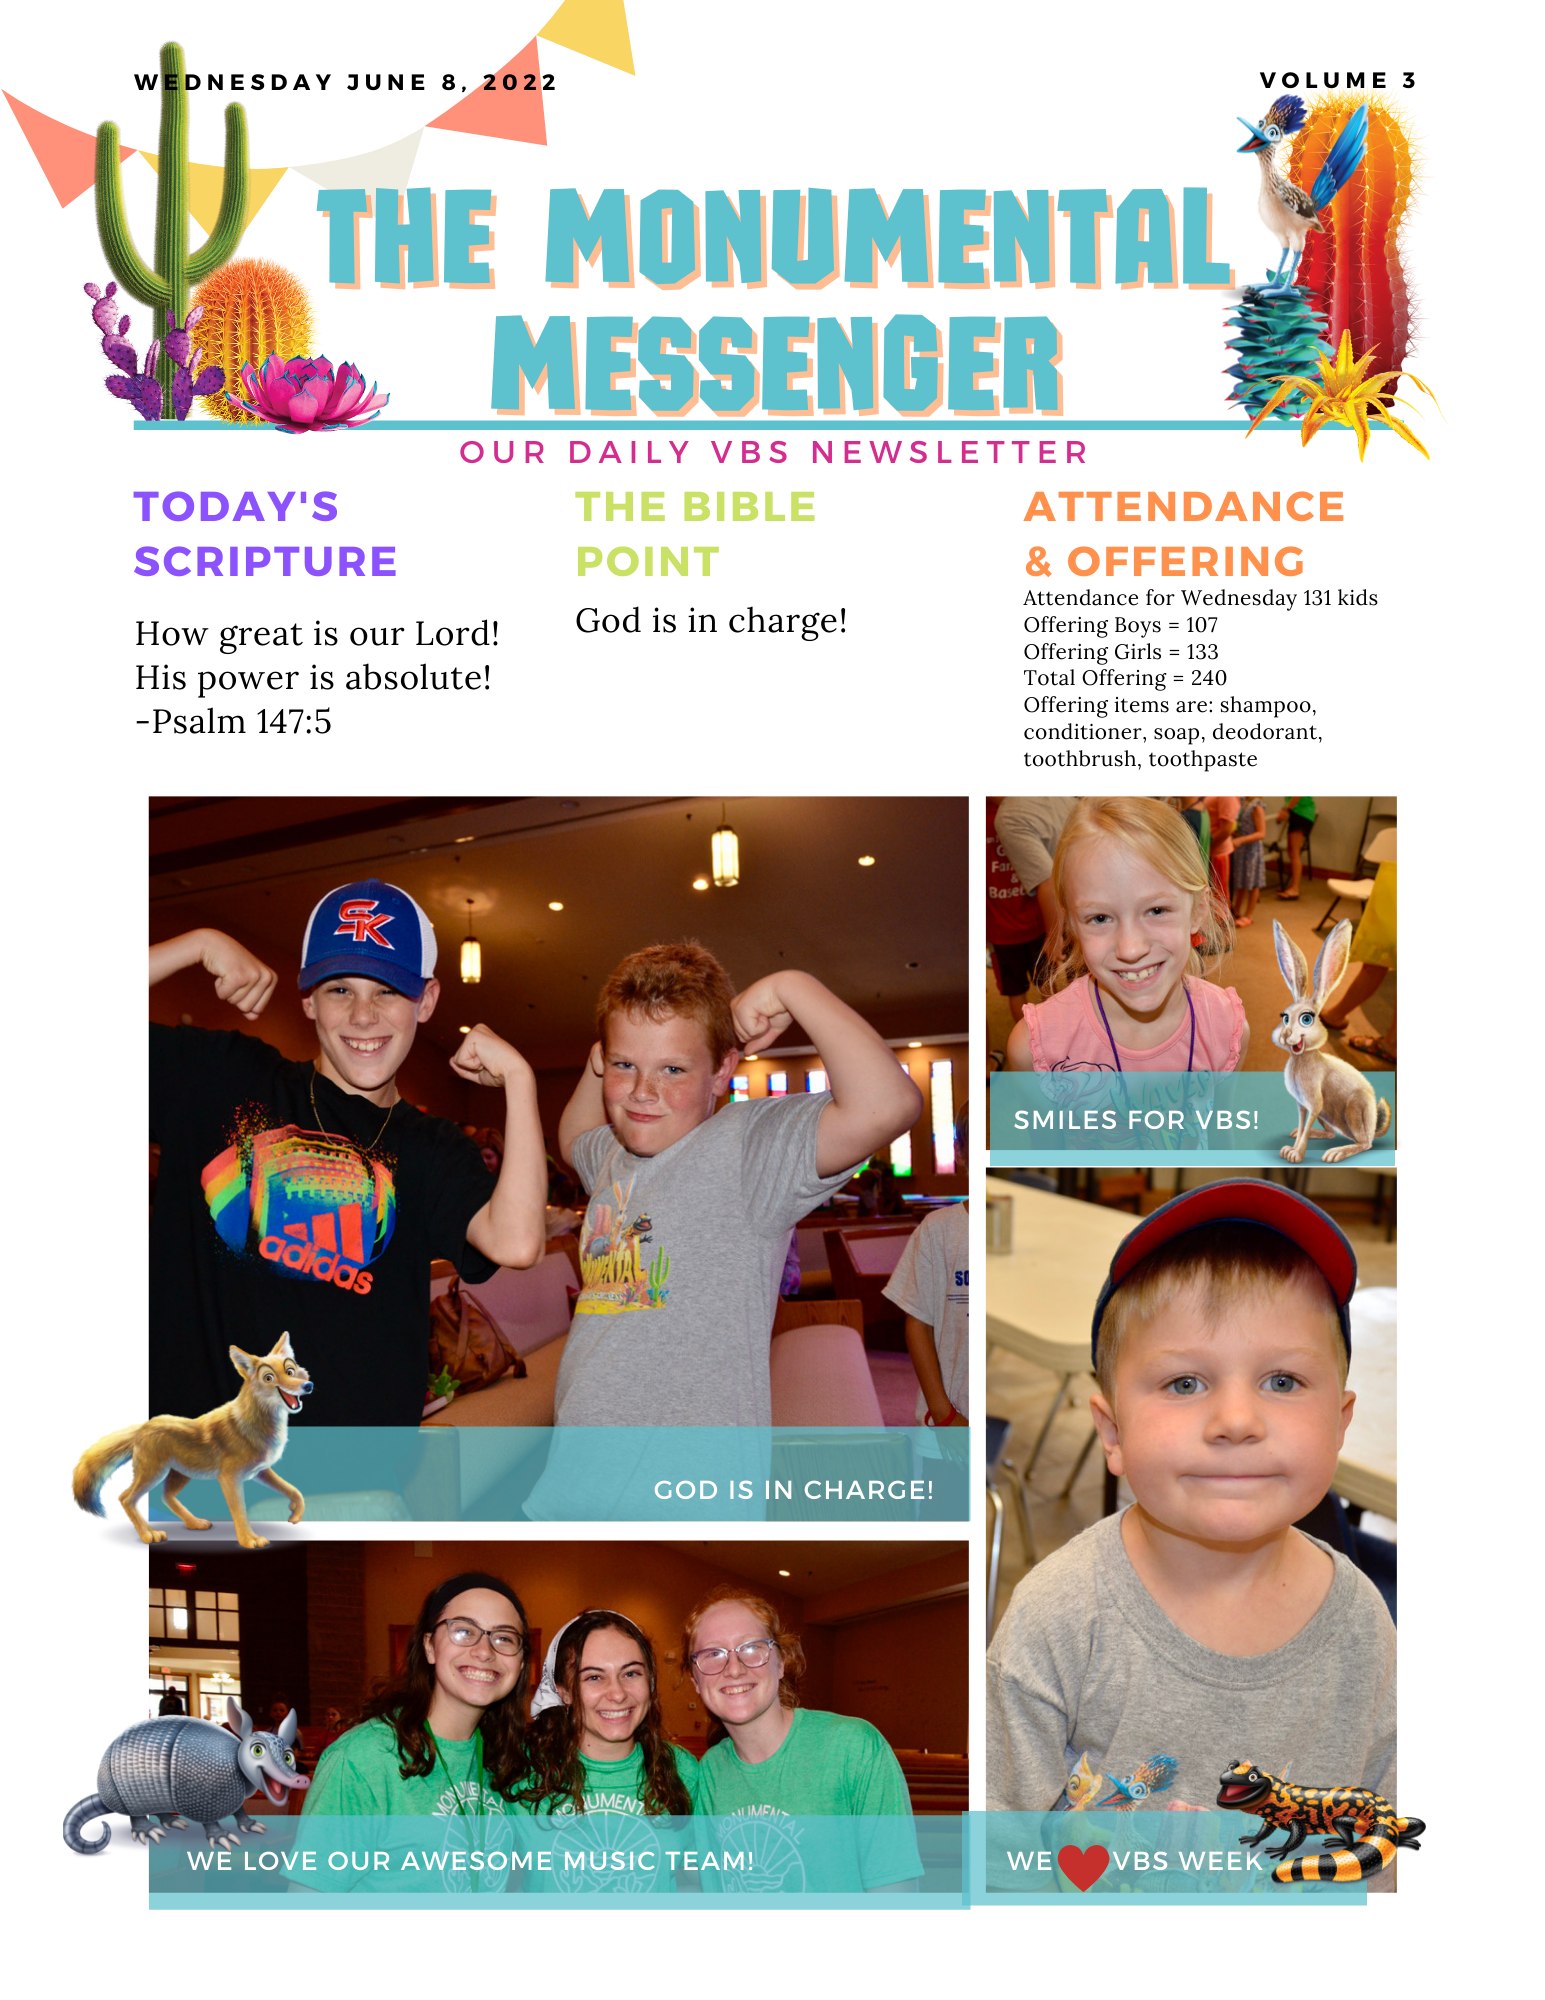 WEDNESDAY JUNE 8, 2022
VOLUME 3
THE MONUMENTAL
MESSENGER
OUR DAILY VBS NEWSLETTER
TODAY'S
SCRIPTURE
How great is our Lord!
His power is absolute!
-Psalm 147:5
THE BIBLE
POINT
God is in charge!
ATTENDANCE
& OFFERING
Attendance for Wednesday 131 kids
Offering Boys = 107
Offering Girls = 133
Total Offering = 240
Offering items are: shampoo,
conditioner, soap, deodorant,
toothbrush, toothpaste
SK
adidas
GOD IS IN CHARGE!
SMILES FOR VBS!
MONUMENTAL
WE LOVE OUR AWESOME MUSIC TEAM!
WE ❤ VBS WEEK